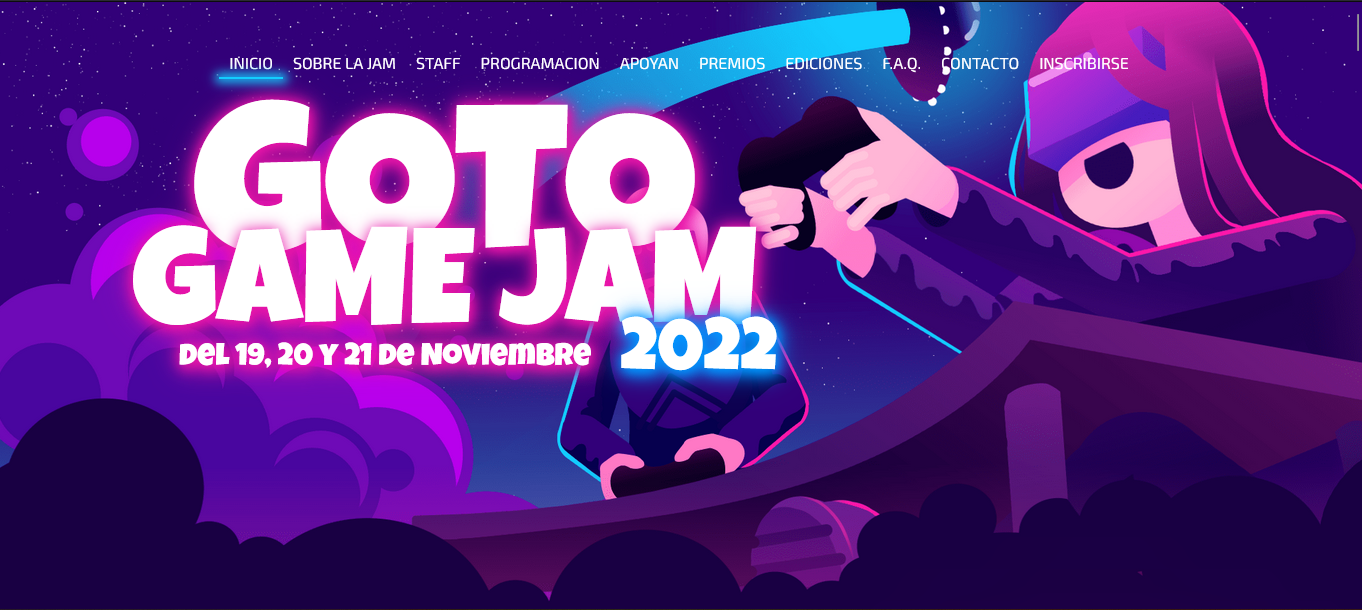 INICIO SOBRE LA JAM STAFF PROGRAMACION APOYAN PREMIOS EDICIONES F.A.Q. CONTACTO INSCRIBIRSE
GOTO
GAME JAM
2022
DEL 19, 20 Y 21 DE NOVIEMBRE